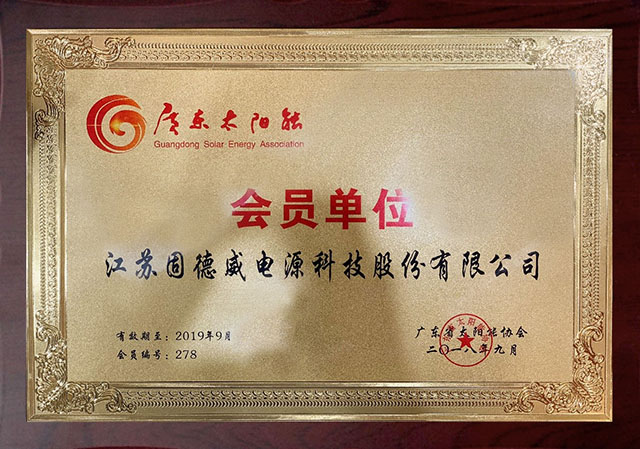 廣东太阳能
Guangdong Solar Energy Association
会员单位
江苏固德威电源科技股份有限公司
有效期至：2019年9月
会员编号：278
广东省太阳能协会
二〇一八年九月